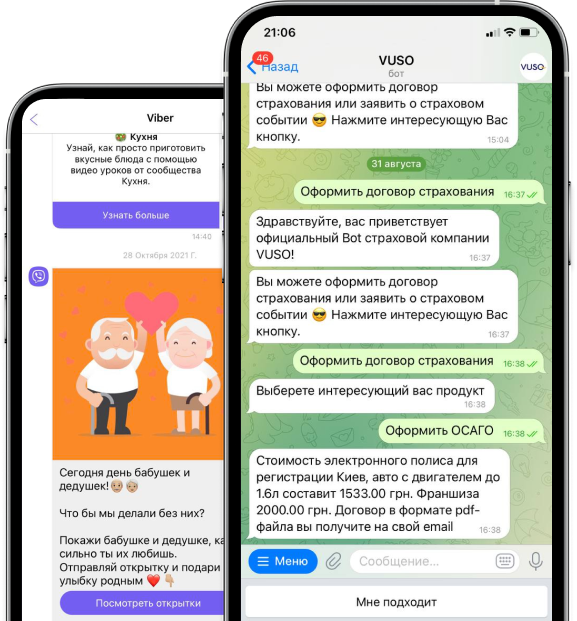 Viber
Кухня
Узнай, как просто приготовить
вкусные блюда с помощью
видео уроков от сообщества
Кухня.
Узнать больше
14:40
28 Октября 2021 Г.
Сегодня день бабушек и
дедушек!👴🏼 👵🏼
Что бы мы делали без них?
Покажи бабушке и дедушке, ка
сильно ты их любишь.
Отправляй открытку и подари
улыбку родным ❤️ 👇🏼
Посмотреть открытки
21:06
46
Назад
VUSO
бот
VUSO
Вы можете оформить договор
страхования или заявить о страховом
событии 😎 Нажмите интересующую Вас
кнопку.
15:04
31 августа
Оформить договор страхования 16:37
Здравствуйте, вас приветствует
официальный Bot страховой компании
VUSO! 16:37
Вы можете оформить договор
страхования или заявить о страховом
событии 😎 Нажмите интересующую Вас
кнопку. 16:37
Оформить договор страхования 16:38
Выберете интересующий вас продукт
16:38
Оформить ОСАГО 16:38
Стоимость электронного полиса для
регистрации Киев, авто с двигателем до
1.6л составит 1533.00 грн. Франшиза
2000.00 грн. Договор в формате pdf-
файла вы получите на свой email 16:38
Меню
Сообщение...
Мне подходит